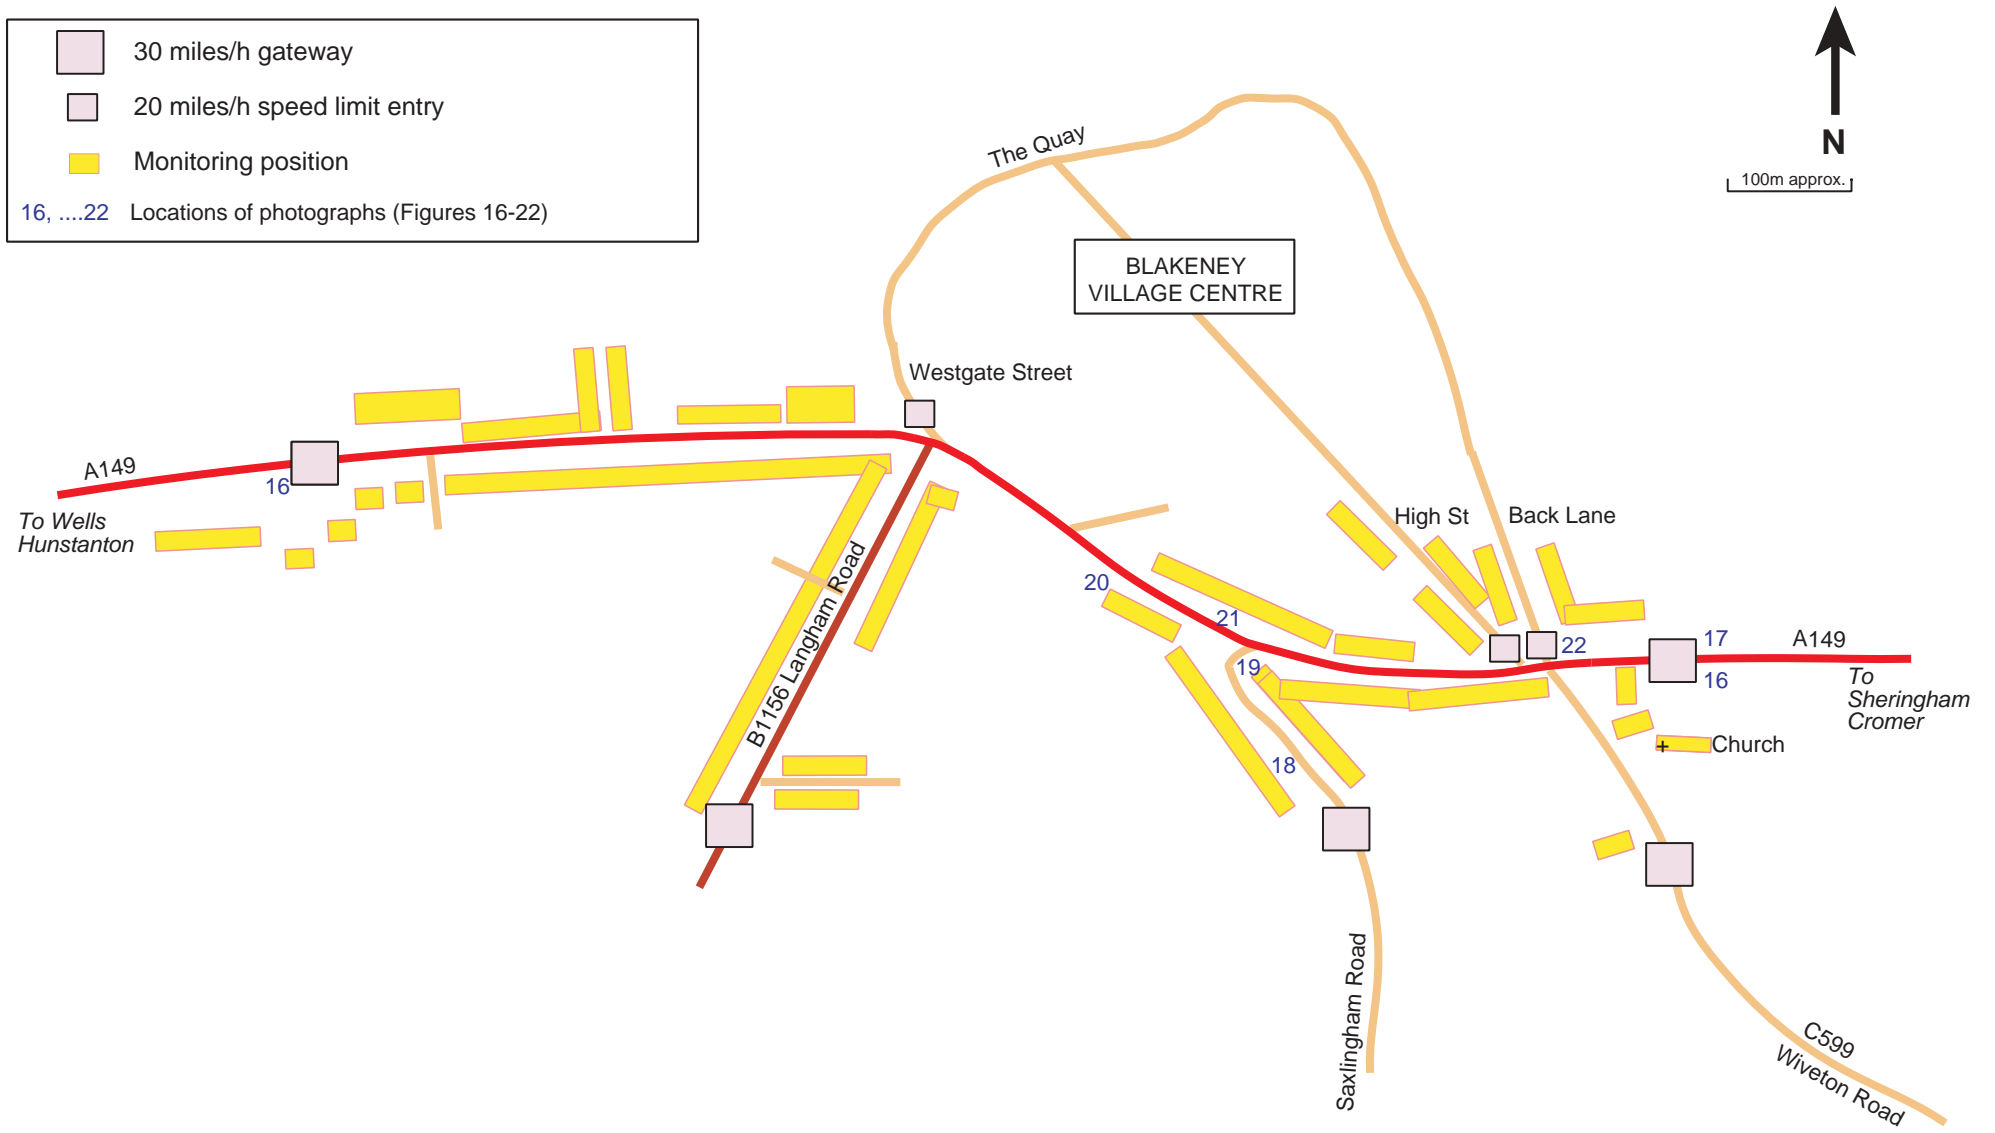 30 miles/h gateway
20 miles/h speed limit entry
Monitoring position
16, ....22 Locations of photographs (Figures 16-22)
N
100m approx.
The Quay
BLAKENEY
VILLAGE CENTRE
Westgate Street
A149
16
To Wells
Hunstanton
B1156 Langham Road
High St
Back Lane
20
21
19
18
22
17
16
A149
To
Sheringham
Cromer
+ Church
Saxlingham Road
C599
Wiveton Road